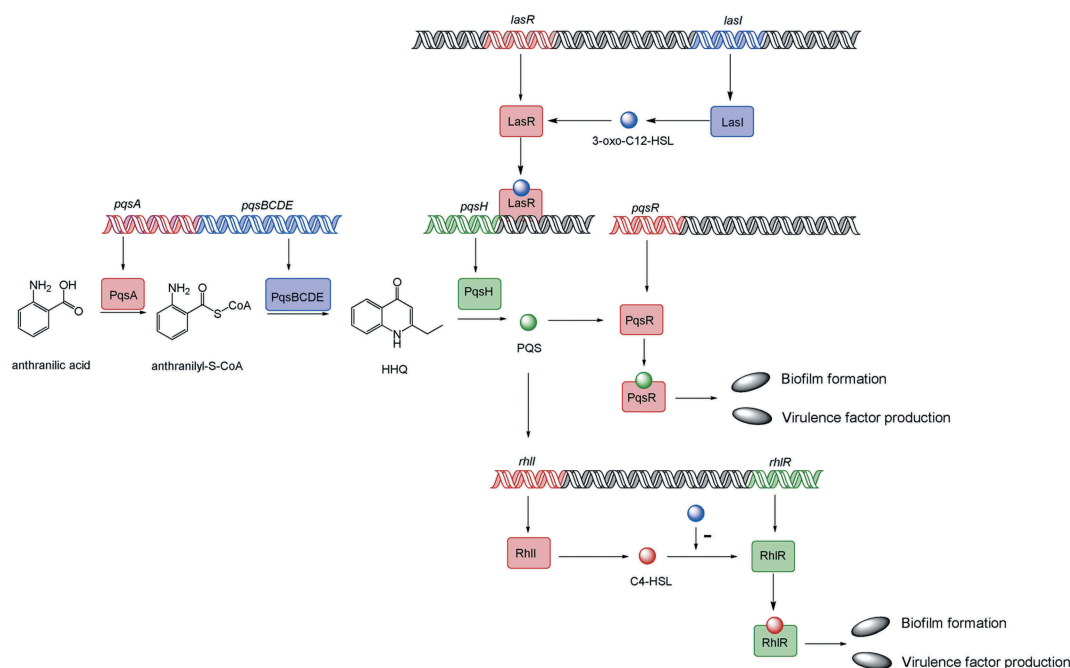 lasR
lasI
LasR
3-oxo-C12-HSL
LasI
pqsA
pqsBCDE
pqsH
LasR
pqsR
NH2
OH
O
PqsA
NH2
O
S
CoA
PqsBCDE
O
N
H
PqsH
anthranilic acid
anthranilyl-S-CoA
HHQ
PQS
PqsR
PqsR
Biofilm formation
Virulence factor production
rhlI
rhlR
RhlI
C4-HSL
-
RhlR
RhlR
Biofilm formation
Virulence factor production